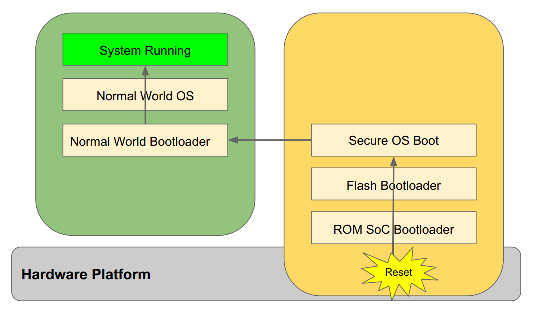 System Running
Normal World OS
Normal World Bootloader
Secure OS Boot
Flash Bootloader
ROM SoC Bootloader
Reset
Hardware Platform